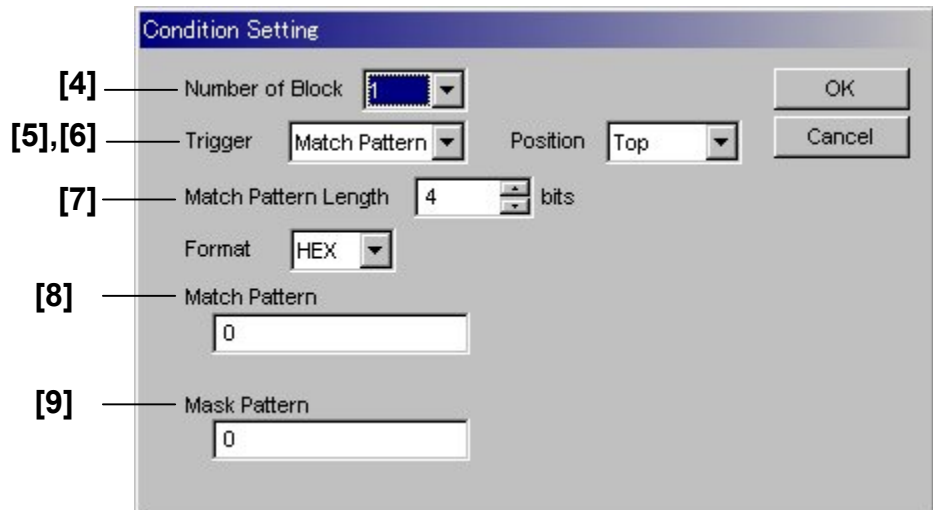 Condition Setting
[4] Number of Block 1 OK
[5],[6] Trigger Match Pattern Position Top Cancel
[7] Match Pattern Length 4 bits
Format HEX
[8] Match Pattern
0
[9] Mask Pattern
0